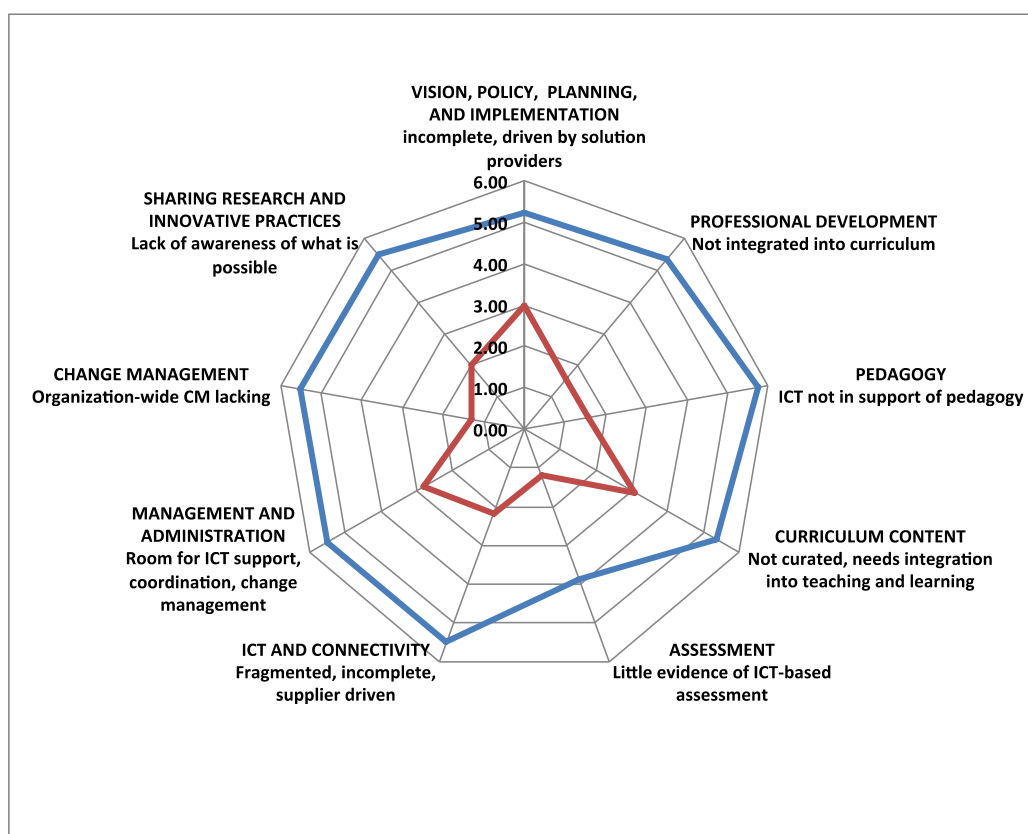 VISION, POLICY,  PLANNING,
AND IMPLEMENTATION
incomplete, driven by solution
providers
PROFESSIONAL DEVELOPMENT
Not integrated into curriculum
PEDAGOGY
ICT not in support of pedagogy
CURRICULUM CONTENT
Not curated, needs integration
into teaching and learning
ASSESSMENT
Little evidence of ICT-based
assessment
ICT AND CONNECTIVITY
Fragmented, incomplete,
supplier driven
MANAGEMENT AND
ADMINISTRATION
Room for ICT support,
coordination, change
management
CHANGE MANAGEMENT
Organization-wide CM lacking
SHARING RESEARCH AND
INNOVATIVE PRACTICES
Lack of awareness of what is
possible
6.00
5.00
4.00
3.00
2.00
1.00
0.00